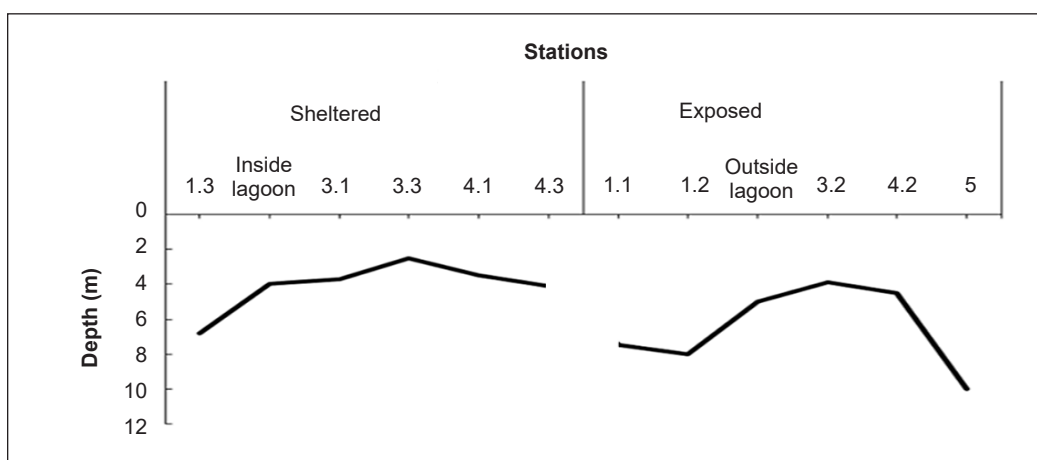 Stations
Sheltered
Exposed
1.3
Inside
lagoon
3.1
3.3
4.1
4.3
1.1
1.2
Outside
lagoon
3.2
4.2
5
0
2
4
6
8
10
12
Depth (m)